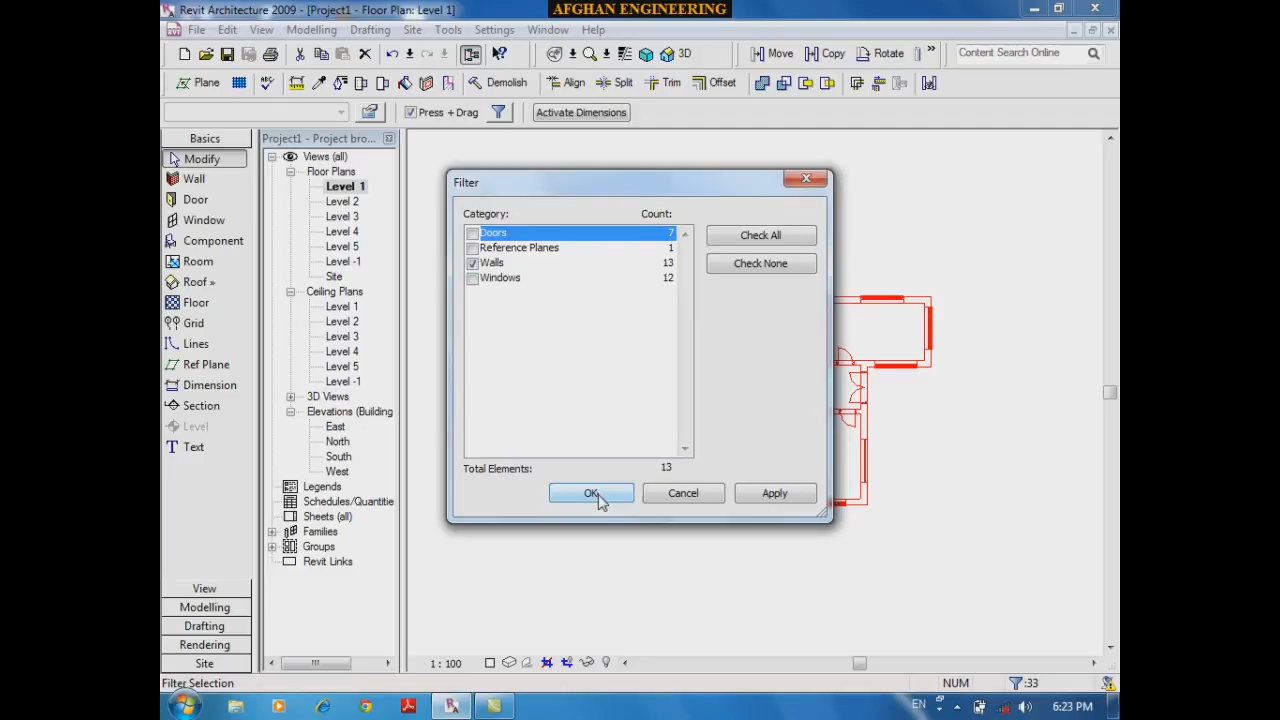 AFGHAN ENGINEERING
Revit Architecture 2009 - [Project1 - Floor Plan: Level 1]
File Edit View Modelling Drafting Site Tools Settings Window Help
3D Move Copy Rotate » Content Search Online
Plane Demolish Align Split Trim Offset
Press + Drag Activate Dimensions
Basics
Modify
Wall
Door
Window
Component
Room
Roof »
Floor
Grid
Lines
Ref Plane
Dimension
Section
Level
Text
View
Modelling
Drafting
Rendering
Site
Project1 - Project bro...
Views (all)
Floor Plans
Level 1
Level 2
Level 3
Level 4
Level 5
Level -1
Site
Ceiling Plans
Level 1
Level 2
Level 3
Level 4
Level 5
Level -1
3D Views
Elevations (Building
East
North
South
West
Legends
Schedules/Quantitie
Sheets (all)
Families
Groups
Revit Links
Filter
Category: Count:
Doors 7
Reference Planes 1
Walls 13
Windows 12
Check All
Check None
Total Elements: 13
OK Cancel Apply
1 : 100
Filter Selection NUM :33
EN 6:23 PM